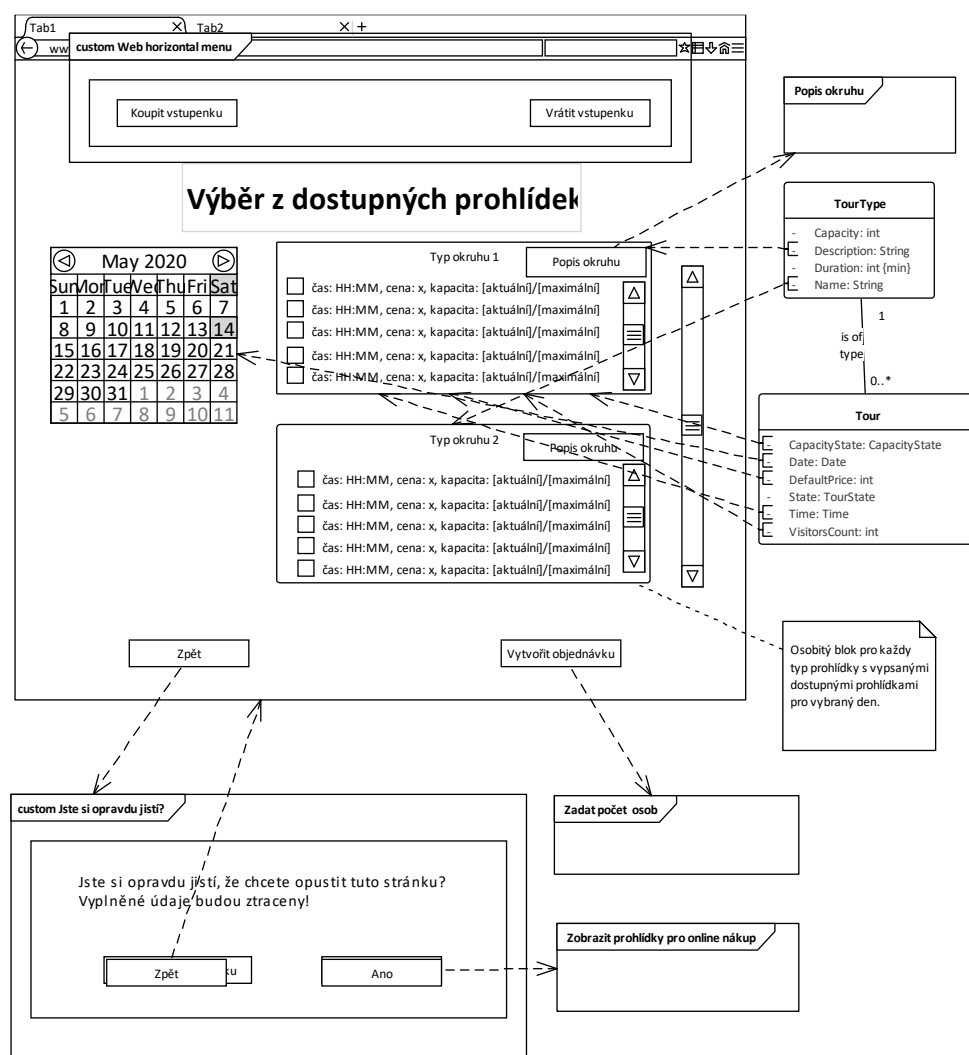 Tab1
Tab2
ww
custom Web horizontal menu
Koupit vstupenku
Vrátit vstupenku
Popis okruhu
Výběr z dostupných prohlídek
May 2020
Sun Mon Tue Wed Thu Fri Sat
1 2 3 4 5 6 7
8 9 10 11 12 13 14
15 16 17 18 19 20 21
22 23 24 25 26 27 28
29 30 31 1 2 3 4
5 6 7 8 9 10 11
Typ okruhu 1
Popis okruhu
čas: HH:MM, cena: x, kapacita: [aktuální]/[maximální]
čas: HH:MM, cena: x, kapacita: [aktuální]/[maximální]
čas: HH:MM, cena: x, kapacita: [aktuální]/[maximální]
čas: HH:MM, cena: x, kapacita: [aktuální]/[maximální]
čas: HH:MM, cena: x, kapacita: [aktuální]/[maximální]
Typ okruhu 2
Popis okruhu
čas: HH:MM, cena: x, kapacita: [aktuální]/[maximální]
čas: HH:MM, cena: x, kapacita: [aktuální]/[maximální]
čas: HH:MM, cena: x, kapacita: [aktuální]/[maximální]
čas: HH:MM, cena: x, kapacita: [aktuální]/[maximální]
čas: HH:MM, cena: x, kapacita: [aktuální]/[maximální]
TourType
- Capacity: int
- Description: String
- Duration: int {min}
- Name: String
1
is of
type
0..*
Tour
- CapacityState: CapacityState
- Date: Date
- DefaultPrice: int
- State: TourState
- Time: Time
- VisitorsCount: int
Zpět
Vytvořit objednávku
Osobitý blok pro každy
typ prohlídky s vypsanými
dostupnými prohlídkami
pro vybraný den.
custom Jste si opravdu jistí?
Jste si opravdu jistí, že chcete opustit tuto stránku?
Vyplněné údaje budou ztraceny!
Zpět
ku
Ano
Zadat počet osob
Zobrazit prohlídky pro online nákup